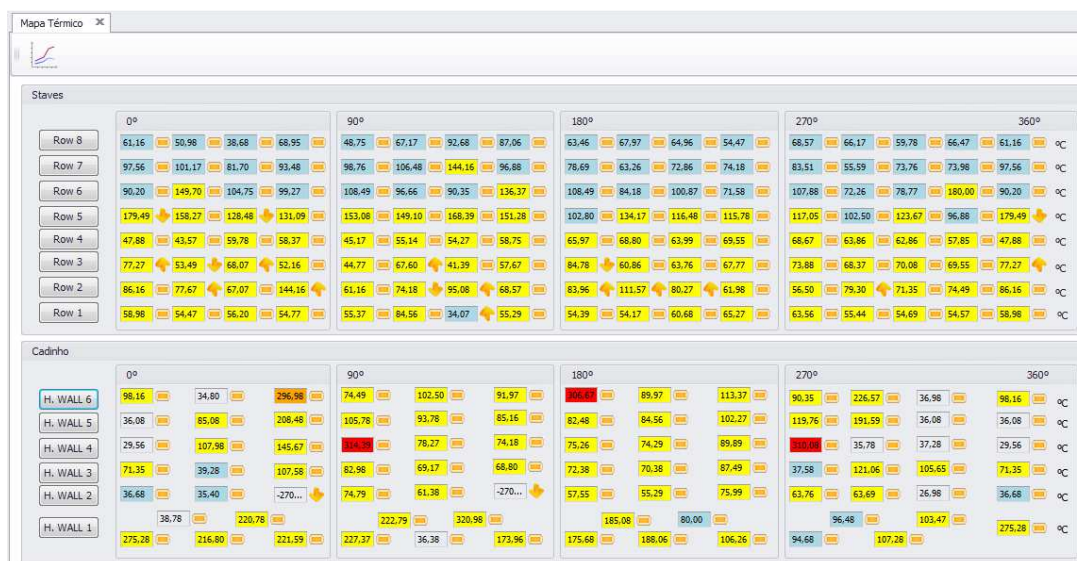 Mapa Térmico
Staves
0º 90º 180º 270º 360º
Row 8 61,16 50,98 38,68 68,95 48,75 67,17 92,68 87,06 63,46 67,97 64,96 54,47 68,57 66,17 59,78 66,47 61,16 ºC
Row 7 97,56 101,17 81,70 93,48 98,76 106,48 144,16 96,88 78,69 63,26 72,86 74,18 83,51 55,59 73,76 73,98 97,56 ºC
Row 6 90,20 149,70 104,75 99,27 108,49 96,66 90,35 136,37 108,49 84,18 100,87 71,58 107,88 72,26 78,77 180,00 90,20 ºC
Row 5 179,49 158,27 128,48 131,09 153,08 149,10 168,39 151,28 102,80 134,17 116,48 115,78 117,05 102,50 123,67 96,88 179,49 ºC
Row 4 47,88 43,57 59,78 58,37 45,17 55,14 54,27 58,75 65,97 68,80 63,99 69,55 68,67 63,86 62,86 57,85 47,88 ºC
Row 3 77,27 53,49 68,07 52,16 44,77 67,60 41,39 57,67 84,78 60,86 63,76 67,77 73,88 68,37 70,08 69,55 77,27 ºC
Row 2 86,16 77,67 67,07 144,16 61,16 74,18 95,08 68,57 83,96 111,57 80,27 61,98 56,50 79,30 71,35 74,49 86,16 ºC
Row 1 58,98 54,47 56,20 54,77 55,37 84,56 34,07 55,29 54,39 54,17 60,68 65,27 63,56 55,44 54,69 54,57 58,98 ºC
Cadinho
0º 90º 180º 270º 360º
H. WALL 6 98,16 34,80 296,98 74,49 102,50 91,97 89,97 113,37 90,35 226,57 36,98 98,16 ºC
H. WALL 5 36,08 85,08 208,48 105,78 93,78 85,16 82,48 84,56 102,27 119,76 191,59 36,08 36,08 ºC
H. WALL 4 29,56 107,98 145,67 78,27 74,18 75,26 74,29 89,89 35,78 37,28 29,56 ºC
H. WALL 3 71,35 39,28 107,58 82,98 69,17 68,80 72,38 70,38 87,49 37,58 121,06 105,65 71,35 ºC
H. WALL 2 36,68 35,40 -270... 74,79 61,38 -270... 57,55 55,29 75,99 63,76 63,69 26,98 36,68 ºC
H. WALL 1 38,78 220,78 222,79 320,98 185,08 80,00 96,48 103,47
275,28 216,80 221,59 227,37 36,38 173,96 175,68 188,06 106,26 94,68 107,28 275,28 ºC